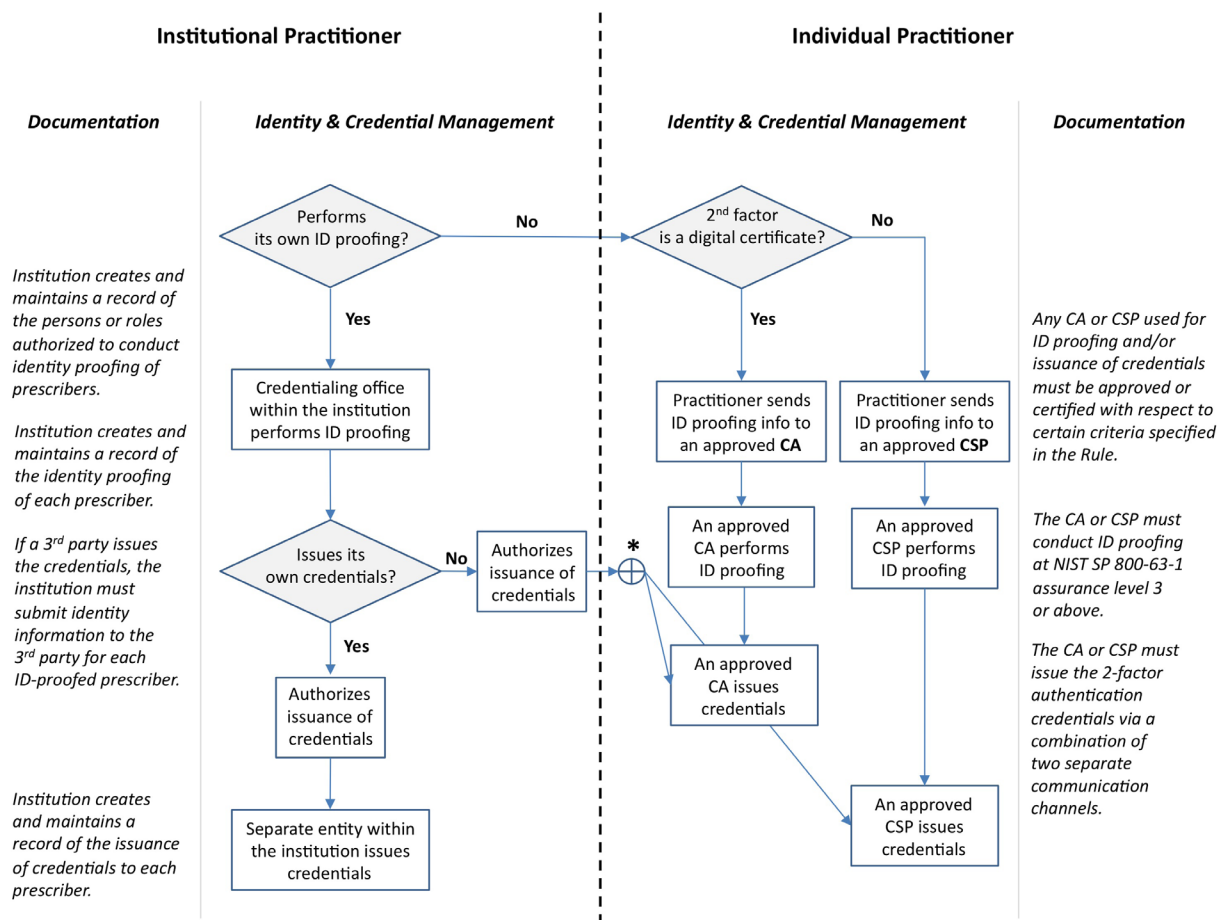 Institutional Practitioner
Individual Practitioner
Documentation
Identity & Credential Management
Identity & Credential Management
Documentation
Performs
its own ID proofing?
No
2nd factor
is a digital certificate?
No
Yes
Yes
Institution creates and
maintains a record of
the persons or roles
authorized to conduct
identity proofing of
prescribers.
Credentialing office
within the institution
performs ID proofing
Practitioner sends
ID proofing info to
an approved CA
Practitioner sends
ID proofing info to
an approved CSP
Any CA or CSP used for
ID proofing and/or
issuance of credentials
must be approved or
certified with respect to
certain criteria specified
in the Rule.
Institution creates and
maintains a record of
the identity proofing
of each prescriber.
If a 3rd party issues
the credentials, the
institution must
submit identity
information to the
3rd party for each
ID-proofed prescriber.
Issues its
own credentials?
No
Authorizes
issuance of
credentials
*
An approved
CA performs
ID proofing
An approved
CSP performs
ID proofing
The CA or CSP must
conduct ID proofing
at NIST SP 800-63-1
assurance level 3
or above.
Yes
Authorizes
issuance of
credentials
An approved
CA issues
credentials
The CA or CSP must
issue the 2-factor
authentication
credentials via a
combination of
two separate
communication
channels.
Institution creates
and maintains a
record of the issuance
of credentials to each
prescriber.
Separate entity within
the institution issues
credentials
An approved
CSP issues
credentials